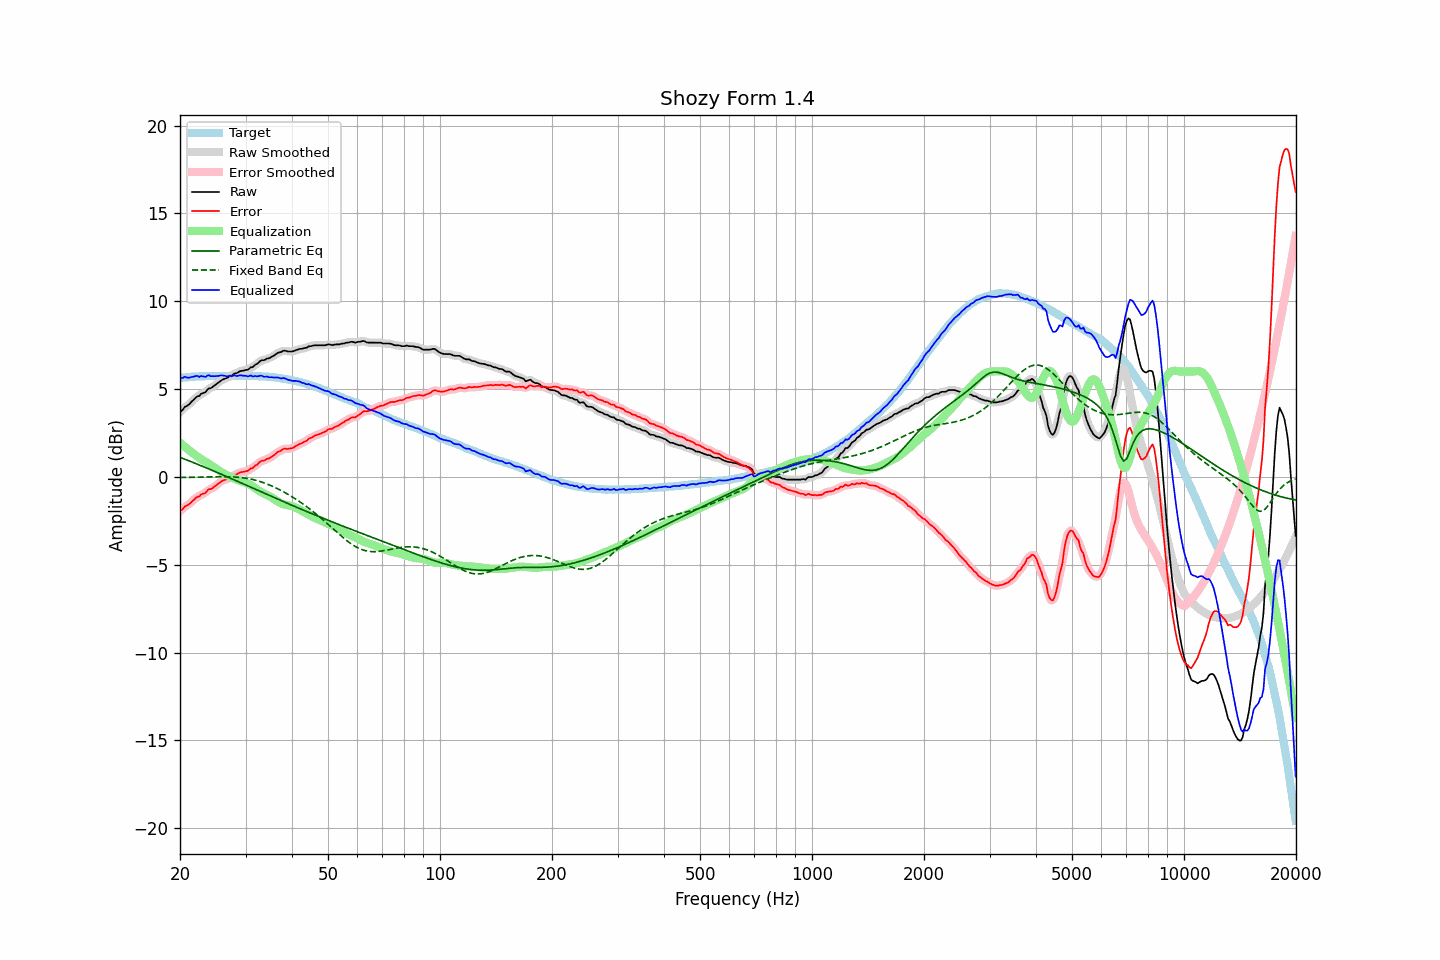 Shozy Form 1.4
Amplitude (dBr)
20
15
10
5
0
−5
−10
−15
−20
Target
Raw Smoothed
Error Smoothed
Raw
Error
Equalization
Parametric Eq
Fixed Band Eq
Equalized
20 50 100 200 500 1000 2000 5000 10000 20000
Frequency (Hz)